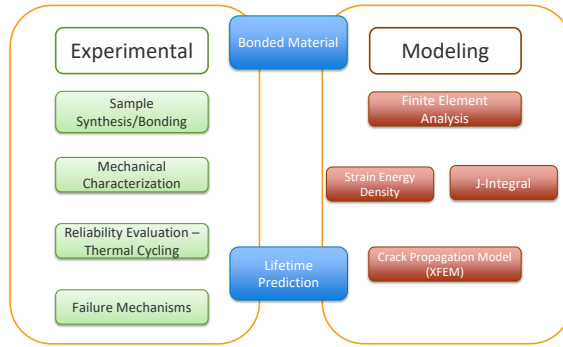 Experimental
Bonded Material
Modeling
Sample
Synthesis/Bonding
Finite Element
Analysis
Mechanical
Characterization
Strain Energy
Density
J-Integral
Reliability Evaluation –
Thermal Cycling
Lifetime
Prediction
Crack Propagation Model
(XFEM)
Failure Mechanisms